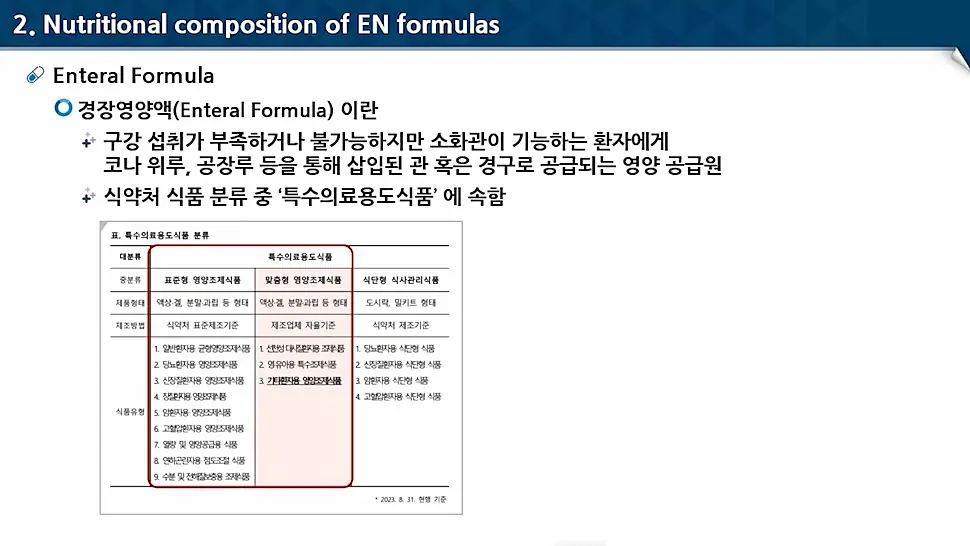 2. Nutritional composition of EN formulas
Enteral Formula
경장영양액(Enteral Formula) 이란
구강 섭취가 부족하거나 불가능하지만 소화관이 기능하는 환자에게
코나 위루, 공장루 등을 통해 삽입된 관 혹은 경구로 공급되는 영양 공급원
식약처 식품 분류 중 ‘특수의료용도식품’ 에 속함
표. 특수의료용도식품 분류
대분류 특수의료용도식품
중분류 표준형 영양조제식품 맞춤형 영양조제식품 식단형 식사관리식품
제품형태 액상·겔, 분말·과립 등 형태 액상·겔, 분말·과립 등 형태 도시락, 밀키트 형태
제조방법 식약처 표준제조기준 제조업체 자율기준 식약처 제조기준
1. 일반환자용 균형영양조제식품 1. 선천성 대사질환자용 조제식품 1. 당뇨환자용 식단형 식품
2. 당뇨환자용 영양조제식품 2. 영·유아용 특수조제식품 2. 신장질환자용 식단형 식품
3. 신장질환자용 영양조제식품 3. 기타환자용 영양조제식품 3. 암환자용 식단형 식품
4. 장질환자용 영양조제식품 4. 고혈압환자용 식단형 식품
식품유형 5. 암환자용 영양조제식품
6. 고혈압환자용 영양조제식품
7. 열량 및 영양공급용 식품
8. 연하곤란자용 점도조절 식품
9. 수분 및 전해질보충용 조제식품
* 2023. 8. 31. 현행 기준